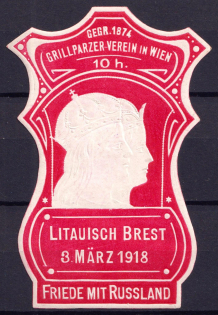 GEGR. 1874
GRILLPARZER-VEREIN IN WIEN
10 h.
LITAUISCH BREST
3. MÄRZ 1918
FRIEDE MIT RUSSLAND